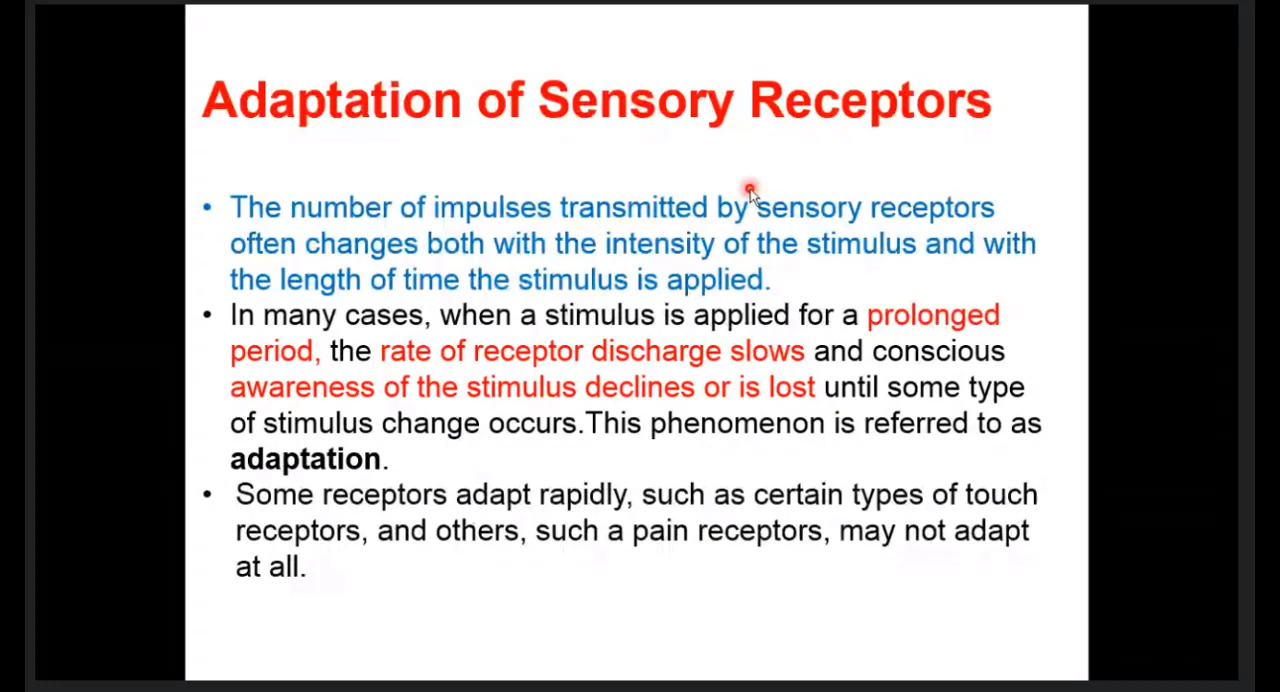 Adaptation of Sensory Receptors
• The number of impulses transmitted by sensory receptors
often changes both with the intensity of the stimulus and with
the length of time the stimulus is applied.
• In many cases, when a stimulus is applied for a prolonged
period, the rate of receptor discharge slows and conscious
awareness of the stimulus declines or is lost until some type
of stimulus change occurs.This phenomenon is referred to as
adaptation.
• Some receptors adapt rapidly, such as certain types of touch
receptors, and others, such a pain receptors, may not adapt
at all.